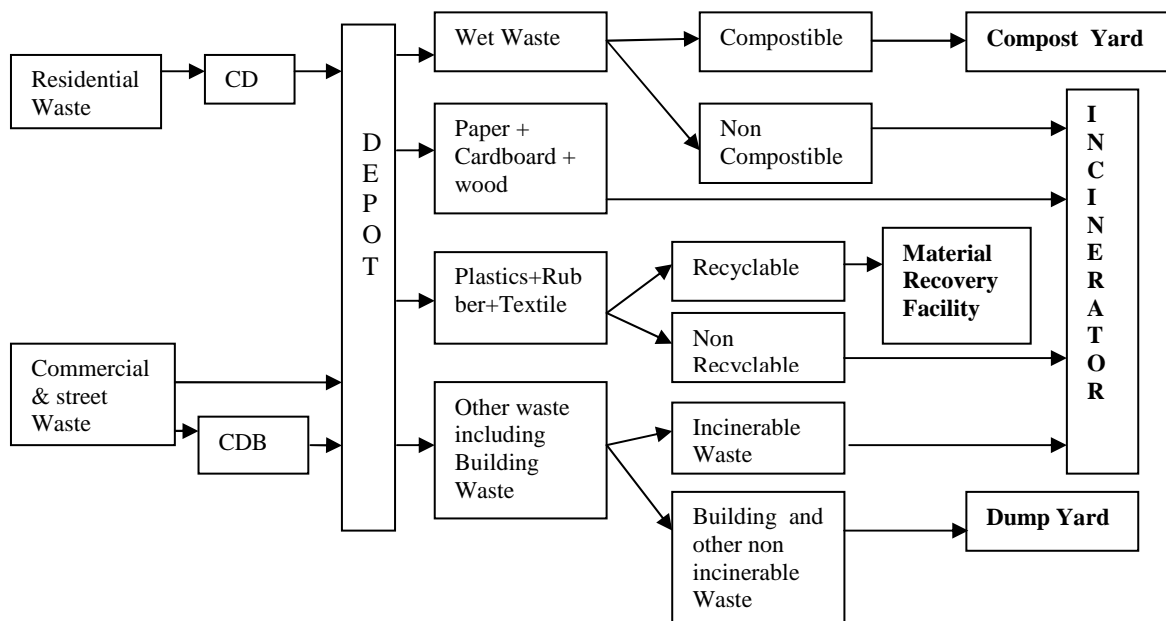 Residential
Waste
CD
Commercial
& street
Waste
CDB
D
E
P
O
T
Wet Waste
Paper +
Cardboard +
wood
Plastics+Rub
ber+Textile
Other waste
including
Building
Waste
Compostible
Non
Compostible
Recyclable
Non
Recyclable
Incinerable
Waste
Building and
other non
incinerable
Waste
Compost Yard
Material
Recovery
Facility
Dump Yard
I
N
C
I
N
E
R
A
T
O
R